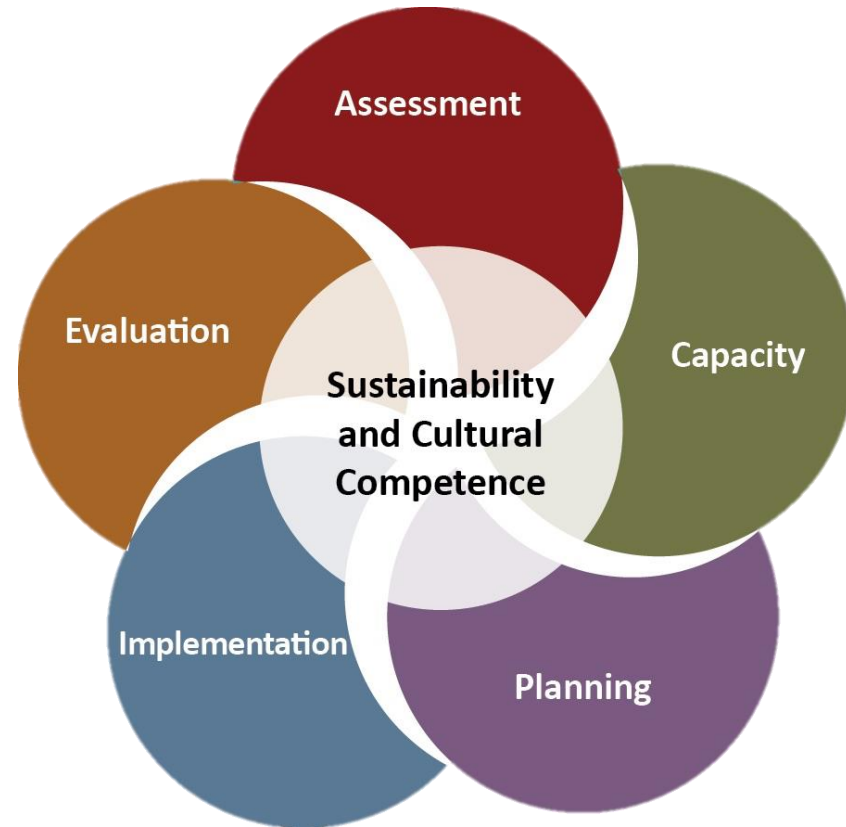 Assessment
Capacity
Planning
Implementation
Evaluation
Sustainability
and Cultural
Competence